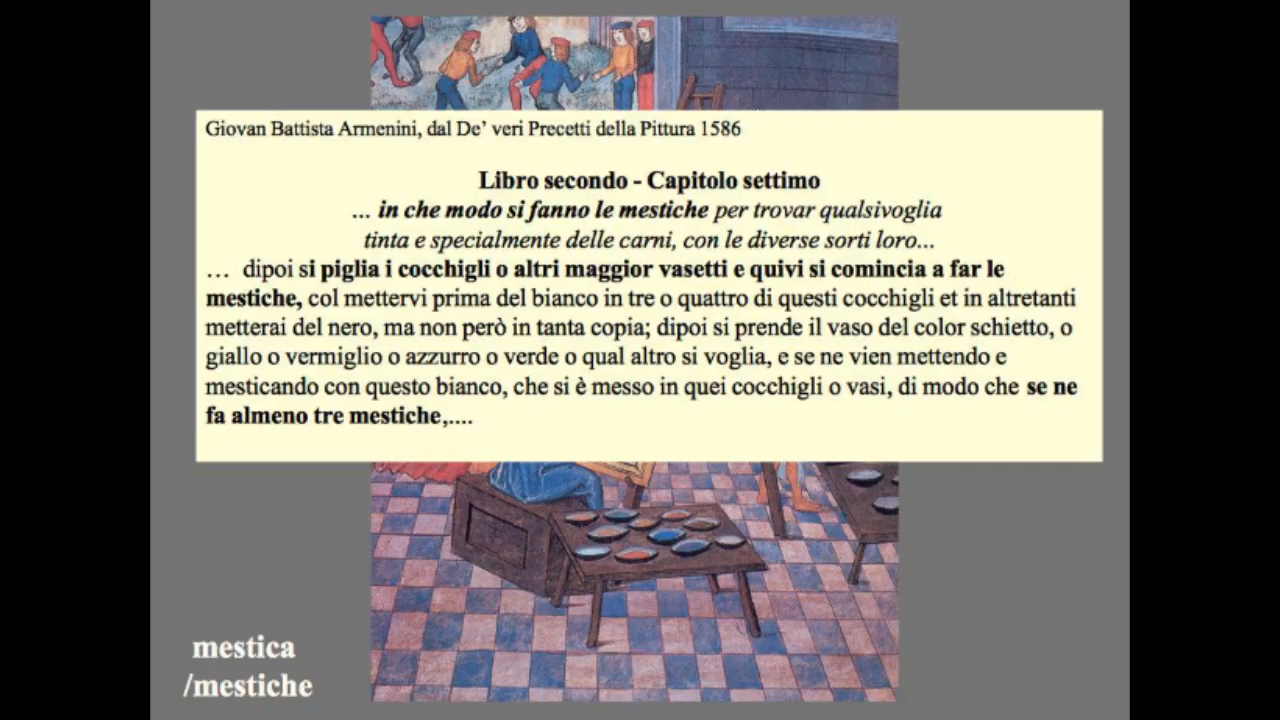 Giovan Battista Armenini, dal De’ veri Precetti della Pittura 1586
Libro secondo - Capitolo settimo
... in che modo si fanno le mestiche per trovar qualsivoglia
tinta e specialmente delle carni, con le diverse sorti loro...
… dipoi si piglia i cocchigli o altri maggior vasetti e quivi si comincia a far le
mestiche, col mettervi prima del bianco in tre o quattro di questi cocchigli et in altretanti
metterai del nero, ma non però in tanta copia; dipoi si prende il vaso del color schietto, o
giallo o vermiglio o azzurro o verde o qual altro si voglia, e se ne vien mettendo e
mesticando con questo bianco, che si è messo in quei cocchigli o vasi, di modo che se ne
fa almeno tre mestiche,....
mestica
/mestiche